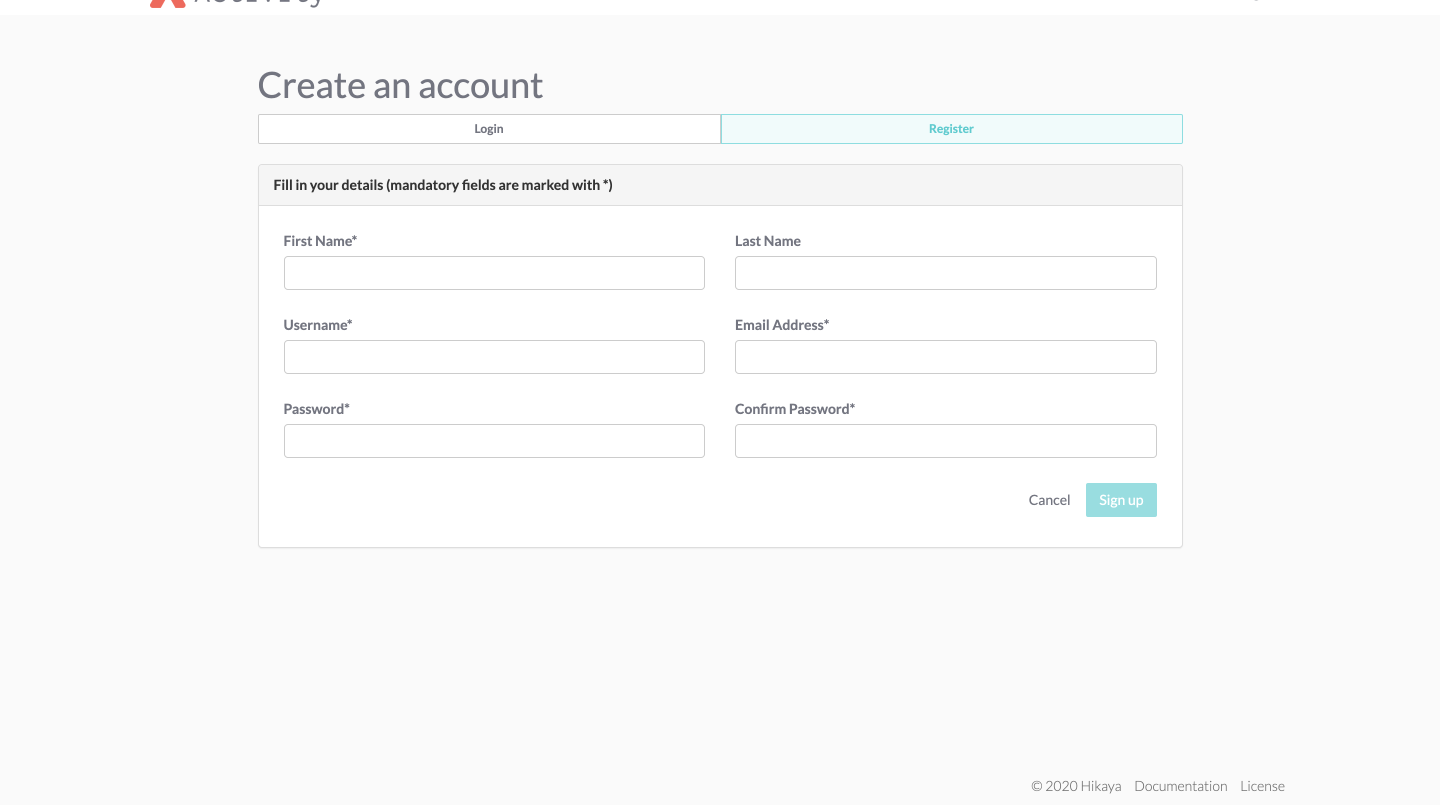 Create an account
Login
Register
Fill in your details (mandatory fields are marked with *)
First Name*
Last Name
Username*
Email Address*
Password*
Confirm Password*
Cancel
Sign up
© 2020 Hikaya
Documentation
License